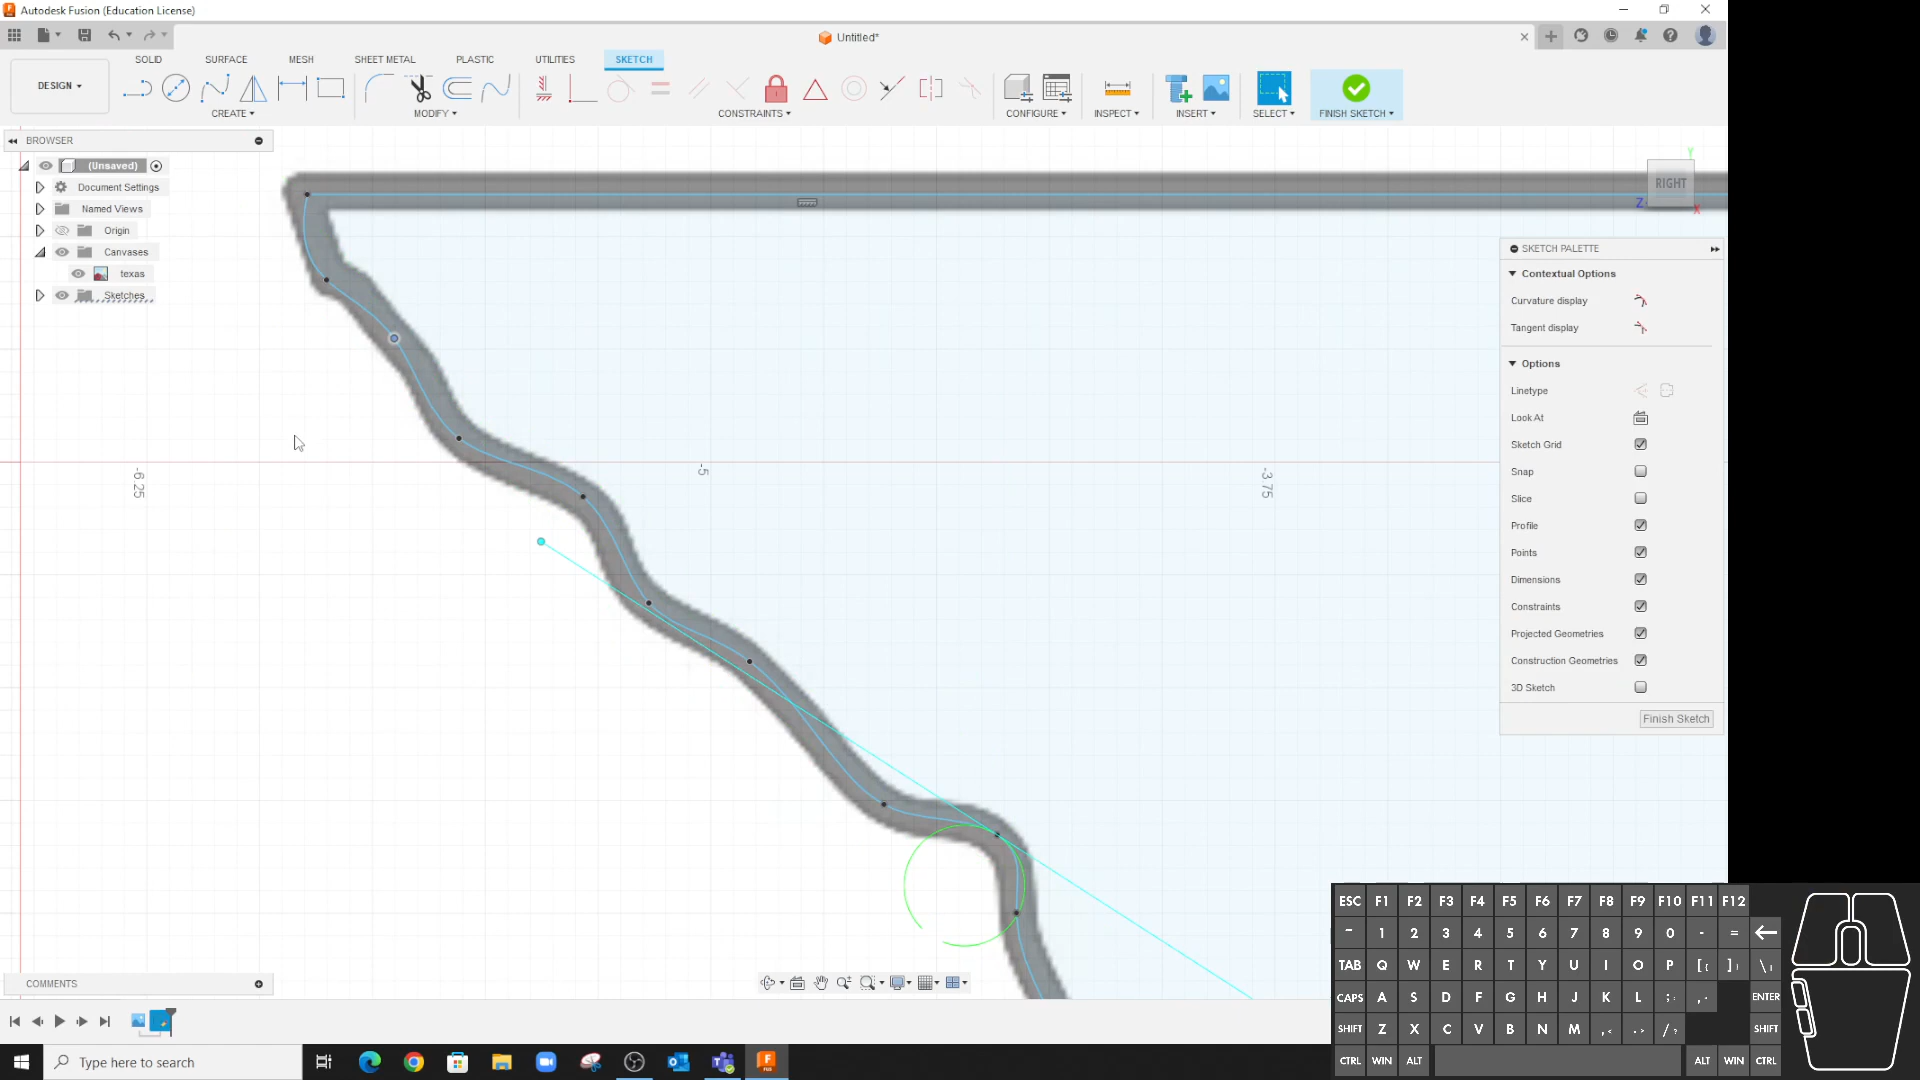 Autodesk Fusion (Education License)
Untitled*
SOLID
SURFACE
MESH
SHEET METAL
PLASTIC
UTILITIES
SKETCH
DESIGN
CREATE
MODIFY
CONSTRAINTS
CONFIGURE
INSPECT
INSERT
SELECT
FINISH SKETCH
BROWSER
(Unsaved)
Document Settings
Named Views
Origin
Canvases
texas
Sketches
Y
RIGHT
Z
X
-6.25
-5
-3.75
SKETCH PALETTE
Contextual Options
Curvature display
Tangent display
Options
Linetype
Look At
Sketch Grid
Snap
Slice
Profile
Points
Dimensions
Constraints
Projected Geometries
Construction Geometries
3D Sketch
Finish Sketch
COMMENTS
Type here to search
ESC F1 F2 F3 F4 F5 F6 F7 F8 F9 F10 F11 F12
~ 1 2 3 4 5 6 7 8 9 0 - =
TAB Q W E R T Y U I O P [{ ]} \|
CAPS A S D F G H J K L ;: ,. ENTER
SHIFT Z X C V B N M ,< .> /? SHIFT
CTRL WIN ALT ALT WIN CTRL